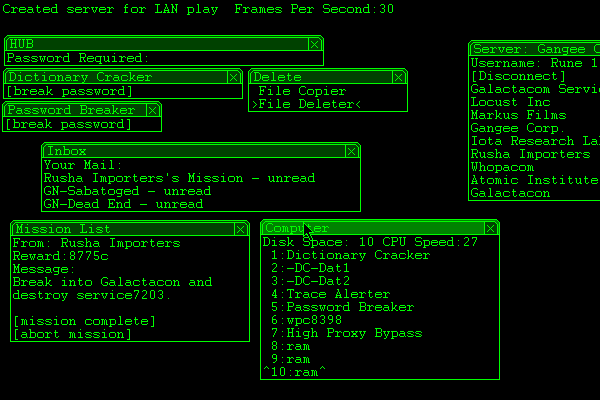 Created server for LAN play  Frames Per Second:30
HUB
Password Required:
Dictionary Cracker
[break password]
Password Breaker
[break password]
Delete
File Copier
>File Deleter<
Server: Gangee C
Username: Rune 1
[Disconnect]
Galactacom Servi
Locust Inc
Markus Films
Gangee Corp.
Iota Research La
Rusha Importers
Whopacom
Atomic Institute
Galactacon
Inbox
Your Mail:
Rusha Importers's Mission - unread
GN-Sabatoged - unread
GN-Dead End - unread
Mission List
From: Rusha Importers
Reward:8775c
Message:
Break into Galactacon and
destroy service7203.
[mission complete]
[abort mission]
Computer
Disk Space: 10 CPU Speed:27
1:Dictionary Cracker
2:-DC-Dat1
3:-DC-Dat2
4:Trace Alerter
5:Password Breaker
6:wpc8398
7:High Proxy Bypass
8:ram
9:ram
^10:ram^